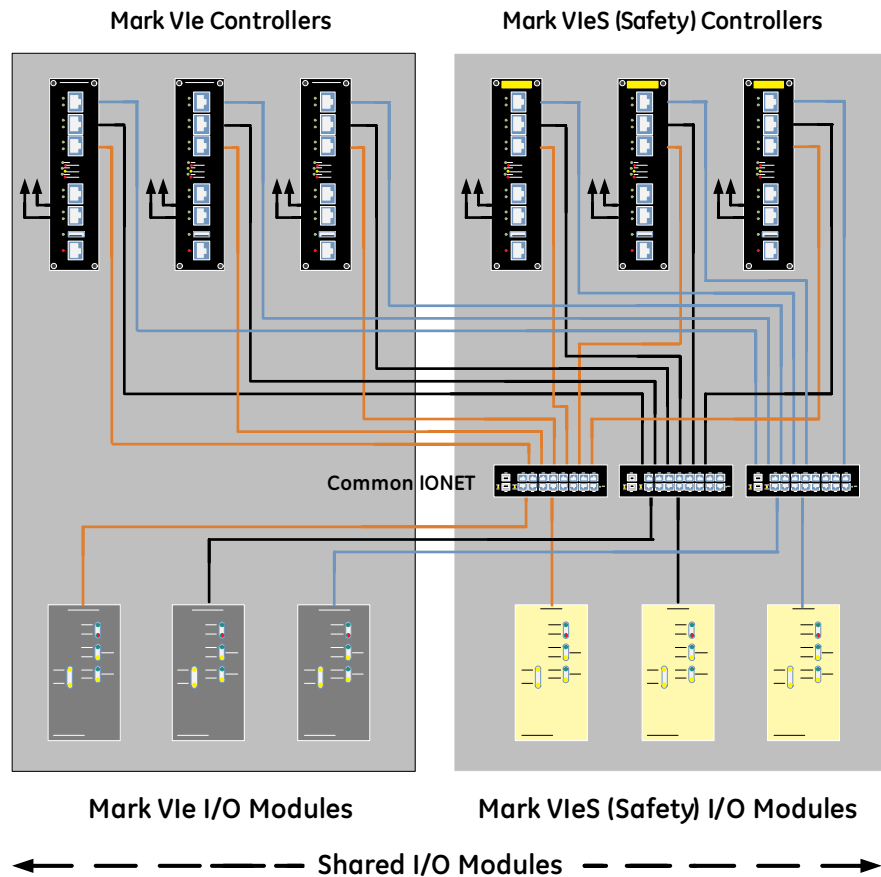 Mark VIe Controllers
Mark VIeS (Safety) Controllers
Common IONET
Mark VIe I/O Modules
Mark VIeS (Safety) I/O Modules
Shared I/O Modules